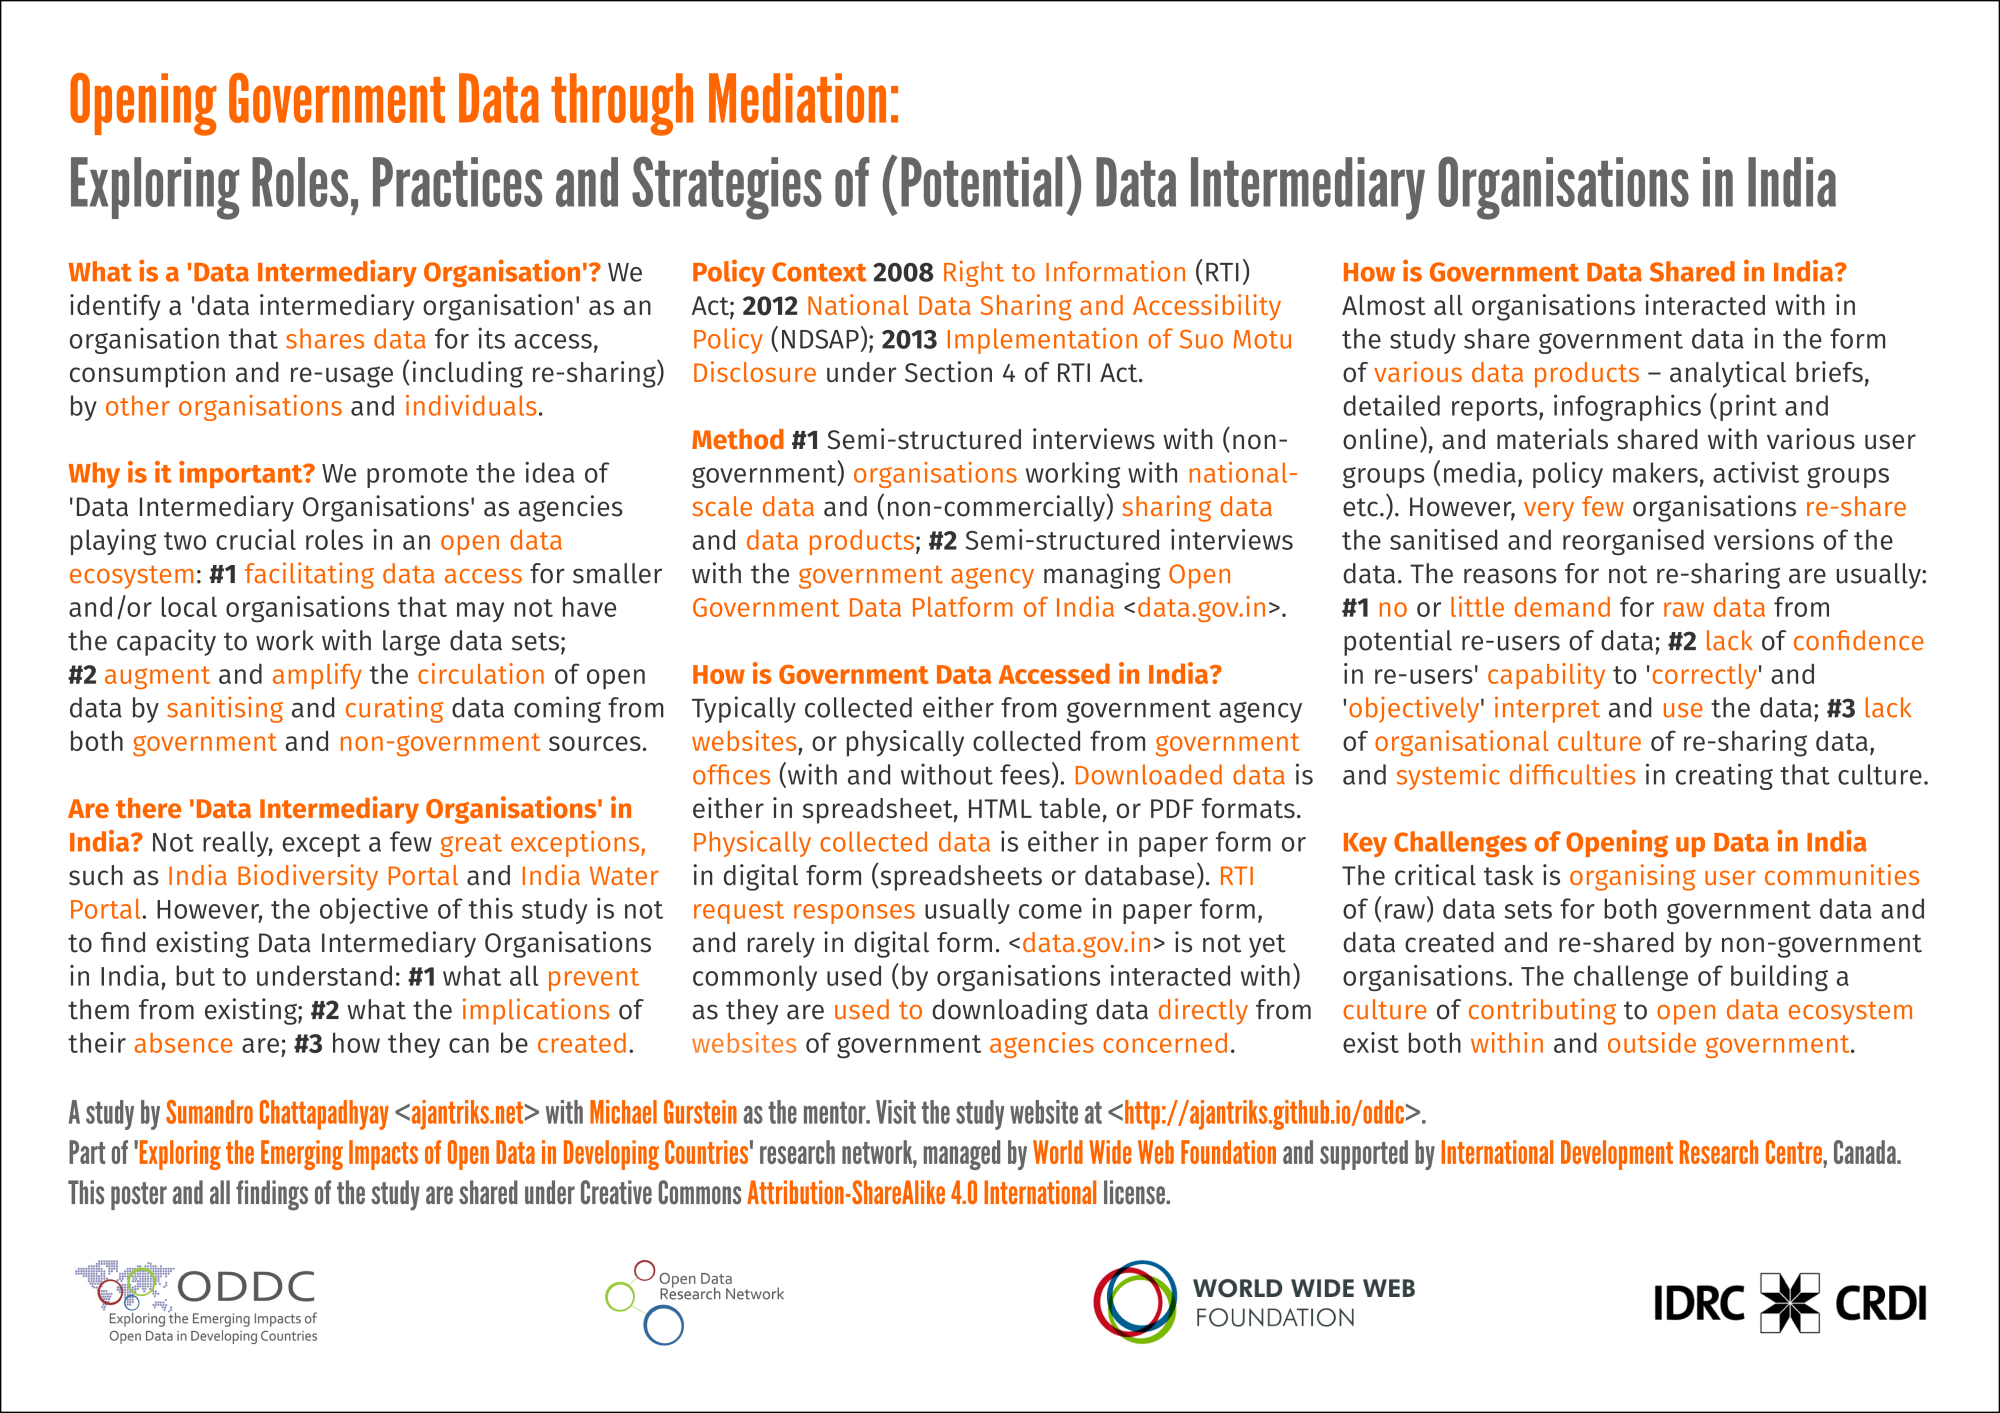 Opening Government Data through Mediation:
Exploring Roles, Practices and Strategies of (Potential) Data Intermediary Organisations in India
What is a 'Data Intermediary Organisation'? We
identify a 'data intermediary organisation' as an
organisation that shares data for its access,
consumption and re-usage (including re-sharing)
by other organisations and individuals.
Why is it important? We promote the idea of
'Data Intermediary Organisations' as agencies
playing two crucial roles in an open data
ecosystem: #1 facilitating data access for smaller
and/or local organisations that may not have
the capacity to work with large data sets;
#2 augment and amplify the circulation of open
data by sanitising and curating data coming from
both government and non-government sources.
Are there 'Data Intermediary Organisations' in
India? Not really, except a few great exceptions,
such as India Biodiversity Portal and India Water
Portal. However, the objective of this study is not
to find existing Data Intermediary Organisations
in India, but to understand: #1 what all prevent
them from existing; #2 what the implications of
their absence are; #3 how they can be created.
Policy Context 2008 Right to Information (RTI)
Act; 2012 National Data Sharing and Accessibility
Policy (NDSAP); 2013 Implementation of Suo Motu
Disclosure under Section 4 of RTI Act.
Method #1 Semi-structured interviews with (non-
government) organisations working with national-
scale data and (non-commercially) sharing data
and data products; #2 Semi-structured interviews
with the government agency managing Open
Government Data Platform of India <data.gov.in>.
How is Government Data Accessed in India?
Typically collected either from government agency
websites, or physically collected from government
offices (with and without fees). Downloaded data is
either in spreadsheet, HTML table, or PDF formats.
Physically collected data is either in paper form or
in digital form (spreadsheets or database). RTI
request responses usually come in paper form,
and rarely in digital form. <data.gov.in> is not yet
commonly used (by organisations interacted with)
as they are used to downloading data directly from
websites of government agencies concerned.
How is Government Data Shared in India?
Almost all organisations interacted with in
the study share government data in the form
of various data products – analytical briefs,
detailed reports, infographics (print and
online), and materials shared with various user
groups (media, policy makers, activist groups
etc.). However, very few organisations re-share
the sanitised and reorganised versions of the
data. The reasons for not re-sharing are usually:
#1 no or little demand for raw data from
potential re-users of data; #2 lack of confidence
in re-users' capability to 'correctly' and
'objectively' interpret and use the data; #3 lack
of organisational culture of re-sharing data,
and systemic difficulties in creating that culture.
Key Challenges of Opening up Data in India
The critical task is organising user communities
of (raw) data sets for both government data and
data created and re-shared by non-government
organisations. The challenge of building a
culture of contributing to open data ecosystem
exist both within and outside government.
A study by Sumandro Chattapadhyay <ajantriks.net> with Michael Gurstein as the mentor. Visit the study website at <http://ajantriks.github.io/oddc>.
Part of 'Exploring the Emerging Impacts of Open Data in Developing Countries' research network, managed by World Wide Web Foundation and supported by International Development Research Centre, Canada.
This poster and all findings of the study are shared under Creative Commons Attribution-ShareAlike 4.0 International license.
ODDC
Exploring the Emerging Impacts of
Open Data in Developing Countries
Open Data
Research Network
WORLD WIDE WEB
FOUNDATION
IDRC CRDI